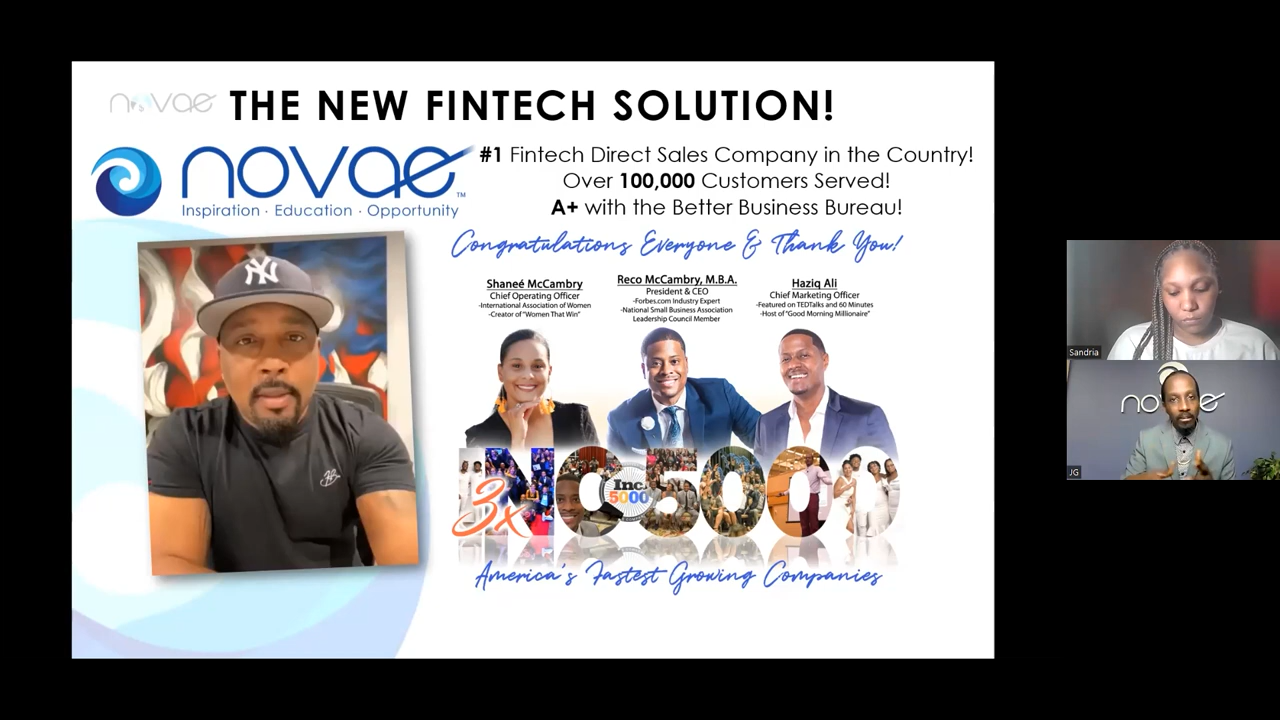 novae THE NEW FINTECH SOLUTION!
novae™
Inspiration · Education · Opportunity
#1 Fintech Direct Sales Company in the Country!
Over 100,000 Customers Served!
A+ with the Better Business Bureau!
Congratulations Everyone & Thank You!
Shaneé McCambry
Chief Operating Officer
-International Association of Women
-Creator of "Women That Win"
Reco McCambry, M.B.A.
President & CEO
-Forbes.com Industry Expert
-National Small Business Association
Leadership Council Member
Haziq Ali
Chief Marketing Officer
-Featured on TEDTalks and 60 Minutes
-Host of "Good Morning Millionaire"
NY
3x INC 5000
Inc.
5000
America's Fastest Growing Companies
Sandria
novae
JG